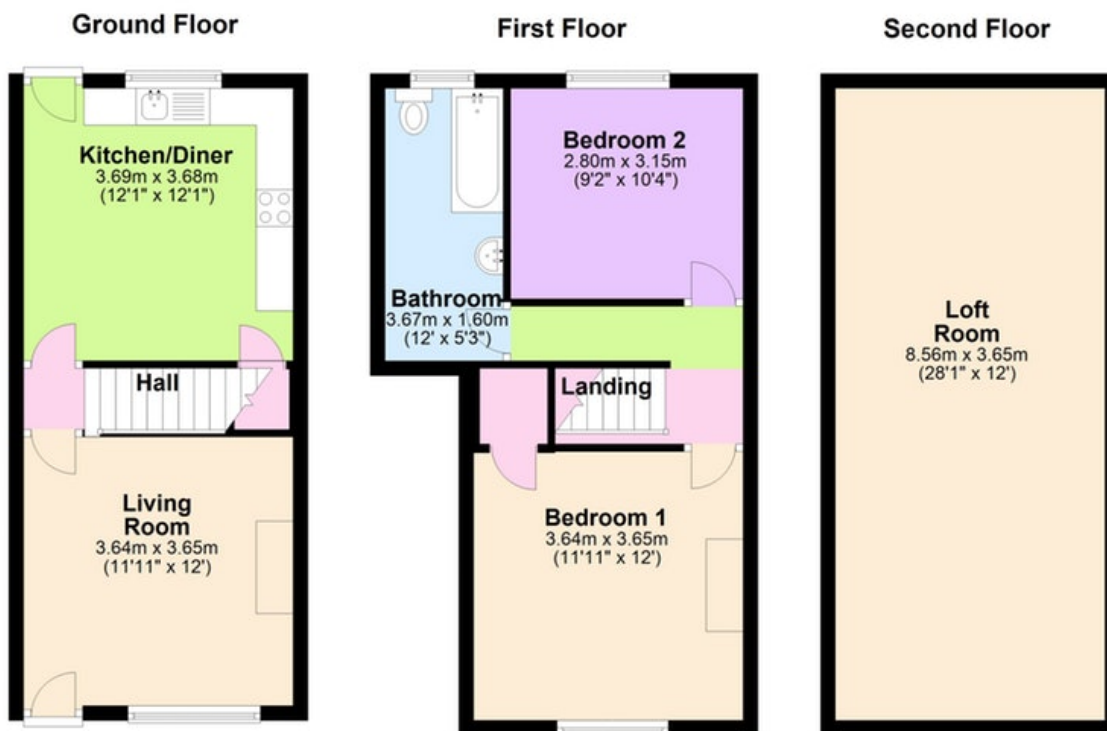 Ground Floor
Kitchen/Diner
3.69m x 3.68m
(12'1" x 12'1")
Hall
Living
Room
3.64m x 3.65m
(11'11" x 12')
First Floor
Bedroom 2
2.80m x 3.15m
(9'2" x 10'4")
Bathroom
3.67m x 1.60m
(12' x 5'3")
Landing
Bedroom 1
3.64m x 3.65m
(11'11" x 12')
Second Floor
Loft
Room
8.56m x 3.65m
(28'1" x 12')